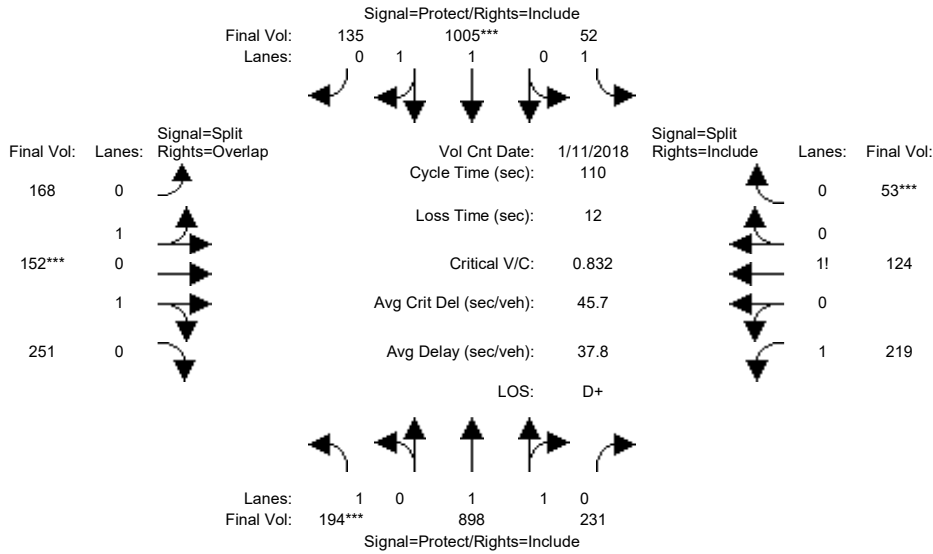 Signal=Protect/Rights=Include
Final Vol: 135 1005*** 52
Lanes: 0 1 1 0 1
Signal=Split
Final Vol: Lanes: Rights=Overlap
Vol Cnt Date: 1/11/2018
Signal=Split
Rights=Include Lanes: Final Vol:
Cycle Time (sec): 110
168 0
0 53***
Loss Time (sec): 12
1
0
152*** 0
Critical V/C: 0.832
1! 124
1
Avg Crit Del (sec/veh): 45.7
0
251 0
Avg Delay (sec/veh): 37.8
1 219
LOS: D+
Lanes: 1 0 1 1 0
Final Vol: 194*** 898 231
Signal=Protect/Rights=Include